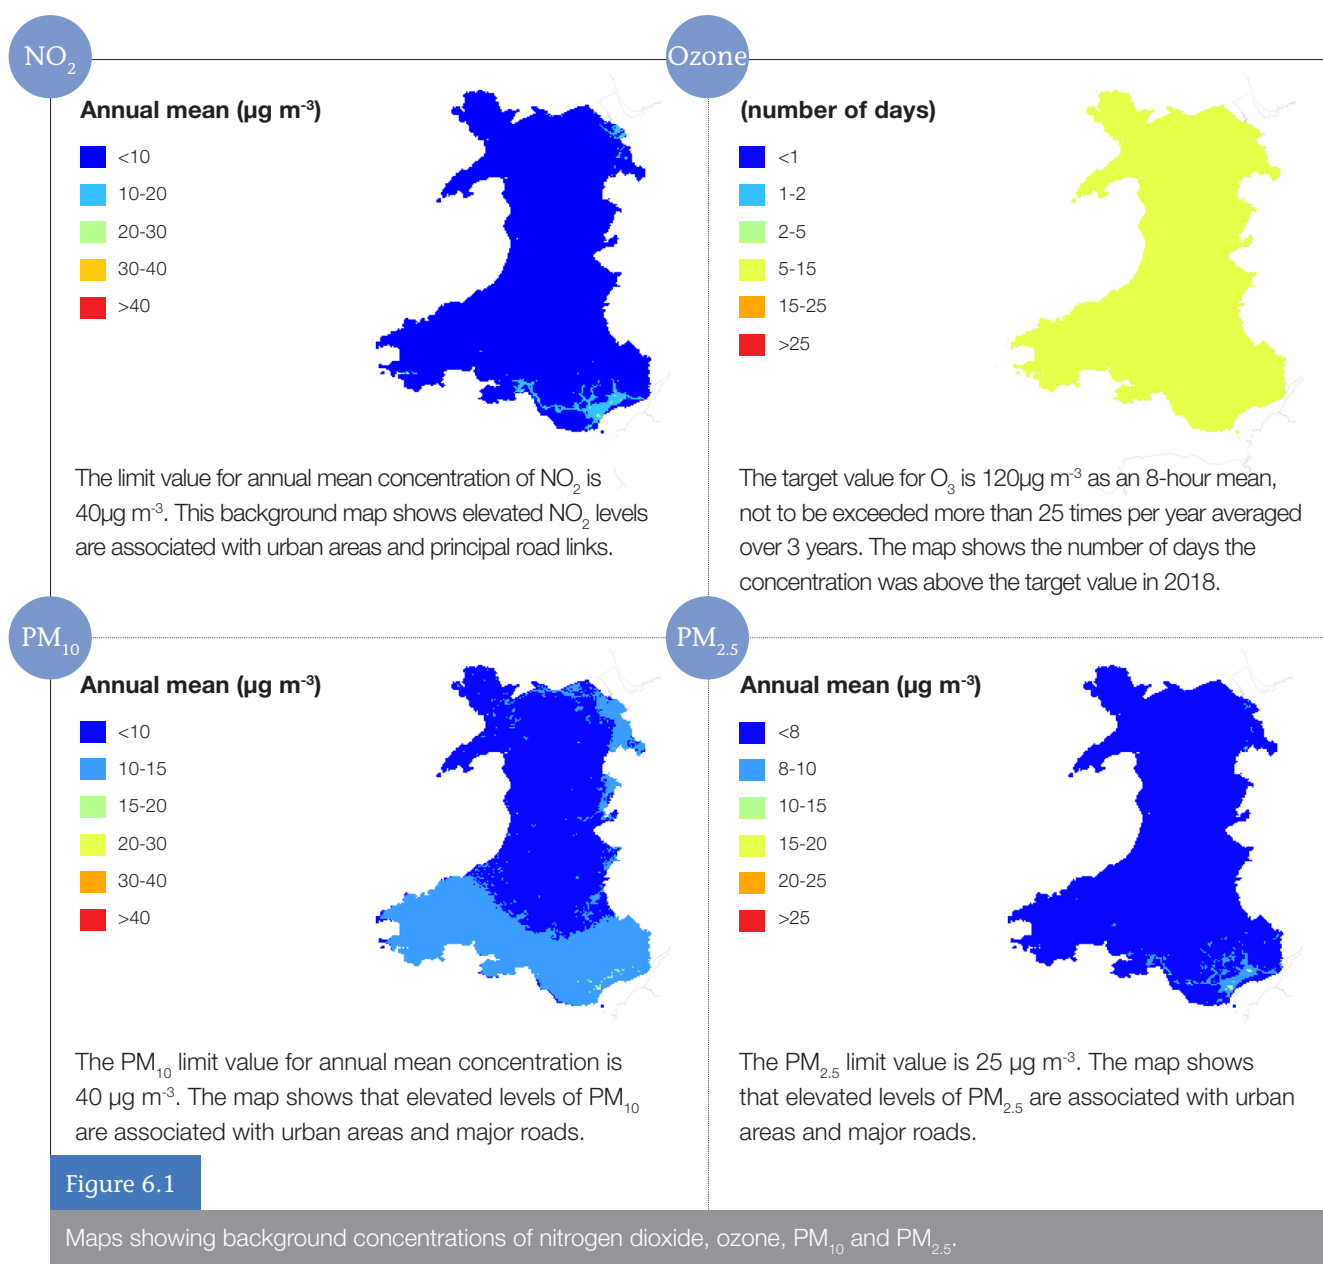 NO₂
Annual mean (µg m⁻³)
<10
10-20
20-30
30-40
>40
The limit value for annual mean concentration of NO₂ is
40µg m⁻³. This background map shows elevated NO₂ levels
are associated with urban areas and principal road links.
Ozone
(number of days)
<1
1-2
2-5
5-15
15-25
>25
The target value for O₃ is 120µg m⁻³ as an 8-hour mean,
not to be exceeded more than 25 times per year averaged
over 3 years. The map shows the number of days the
concentration was above the target value in 2018.
PM₁₀
Annual mean (µg m⁻³)
<10
10-15
15-20
20-30
30-40
>40
The PM₁₀ limit value for annual mean concentration is
40 µg m⁻³. The map shows that elevated levels of PM₁₀
are associated with urban areas and major roads.
PM₂.₅
Annual mean (µg m⁻³)
<8
8-10
10-15
15-20
20-25
>25
The PM₂.₅ limit value is 25 µg m⁻³. The map shows
that elevated levels of PM₂.₅ are associated with urban
areas and major roads.
Figure 6.1
Maps showing background concentrations of nitrogen dioxide, ozone, PM₁₀ and PM₂.₅.